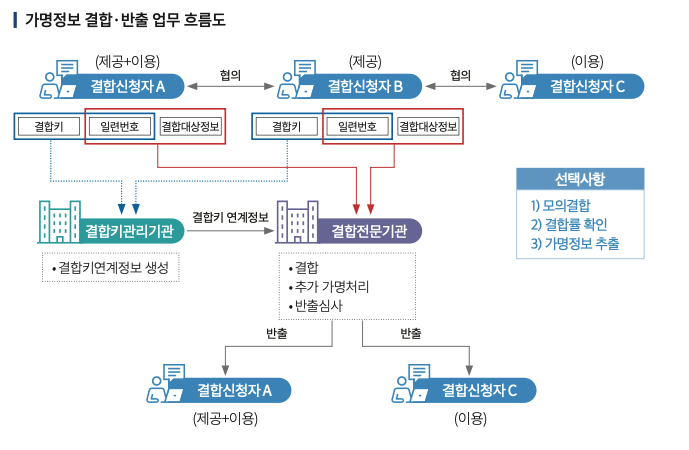 가명정보 결합·반출 업무 흐름도
(제공+이용)
(제공)
(이용)
결합신청자 A
협의
결합신청자 B
협의
결합신청자 C
결합키
일련번호
결합대상정보
결합키
일련번호
결합대상정보
선택사항
1) 모의결합
2) 결합률 확인
3) 가명정보 추출
결합키관리기관
결합키 연계정보
결합전문기관
• 결합키연계정보 생성
• 결합
• 추가 가명처리
• 반출심사
반출
반출
결합신청자 A
결합신청자 C
(제공+이용)
(이용)